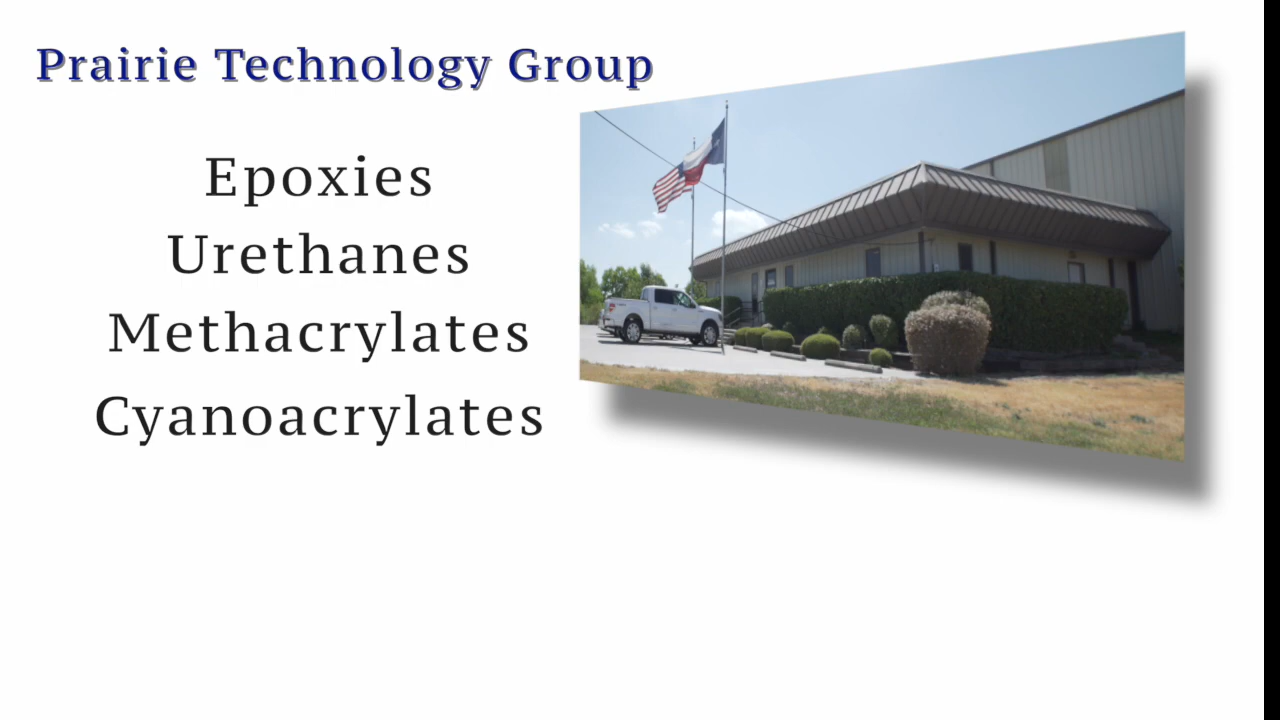 Prairie Technology Group
Epoxies
Urethanes
Methacrylates
Cyanoacrylates